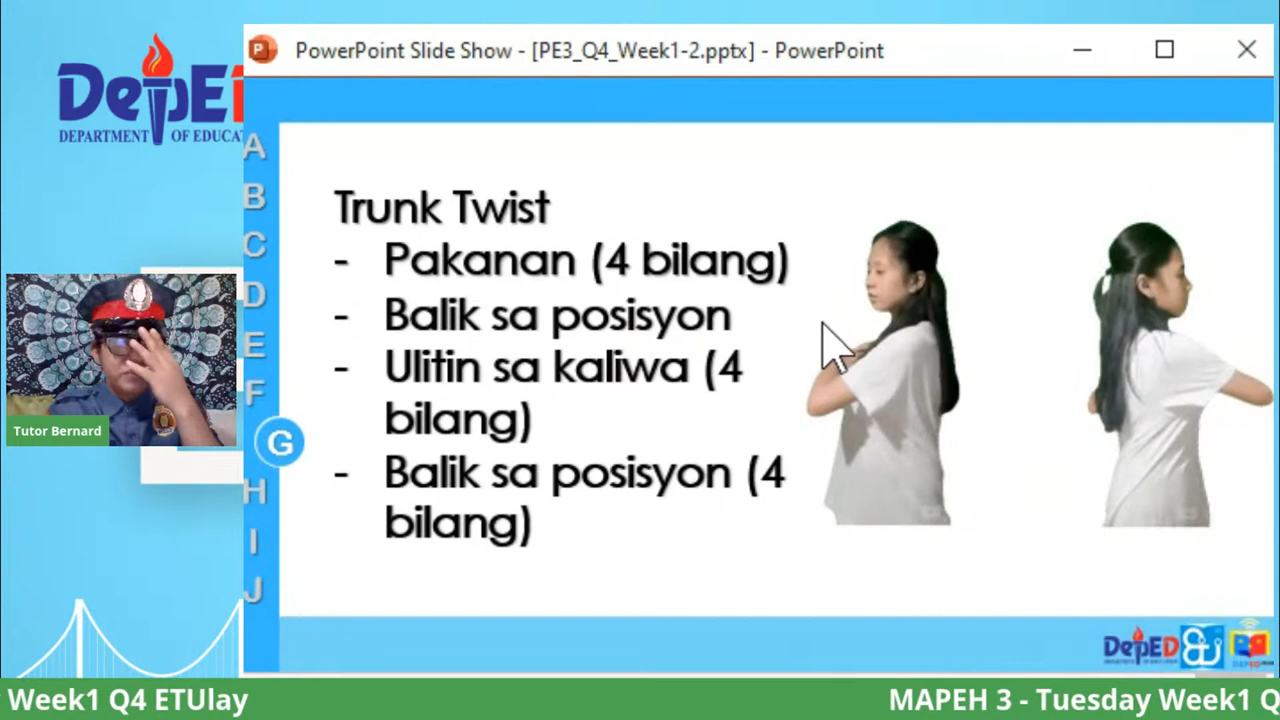 PowerPoint Slide Show - [PE3_Q4_Week1-2.pptx] - PowerPoint
DepED
DEPARTMENT OF EDUCA
A
B
C
D
E
F
G
H
I
J
Trunk Twist
- Pakanan (4 bilang)
- Balik sa posisyon
- Ulitin sa kaliwa (4
bilang)
- Balik sa posisyon (4
bilang)
Tutor Bernard
DepED
Week1 Q4 ETUlay
MAPEH 3 - Tuesday Week1 Q